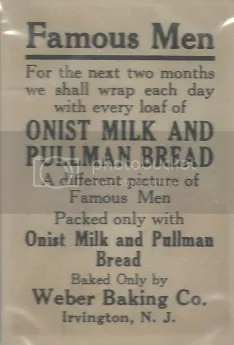 Famous Men
For the next two months
we shall wrap each day
with every loaf of
ONIST MILK AND
PULLMAN BREAD
photobucket
A different picture of
Famous Men
Packed only with
Onist Milk and Pullman
Bread
Baked Only by
Weber Baking Co.
Irvington, N. J.